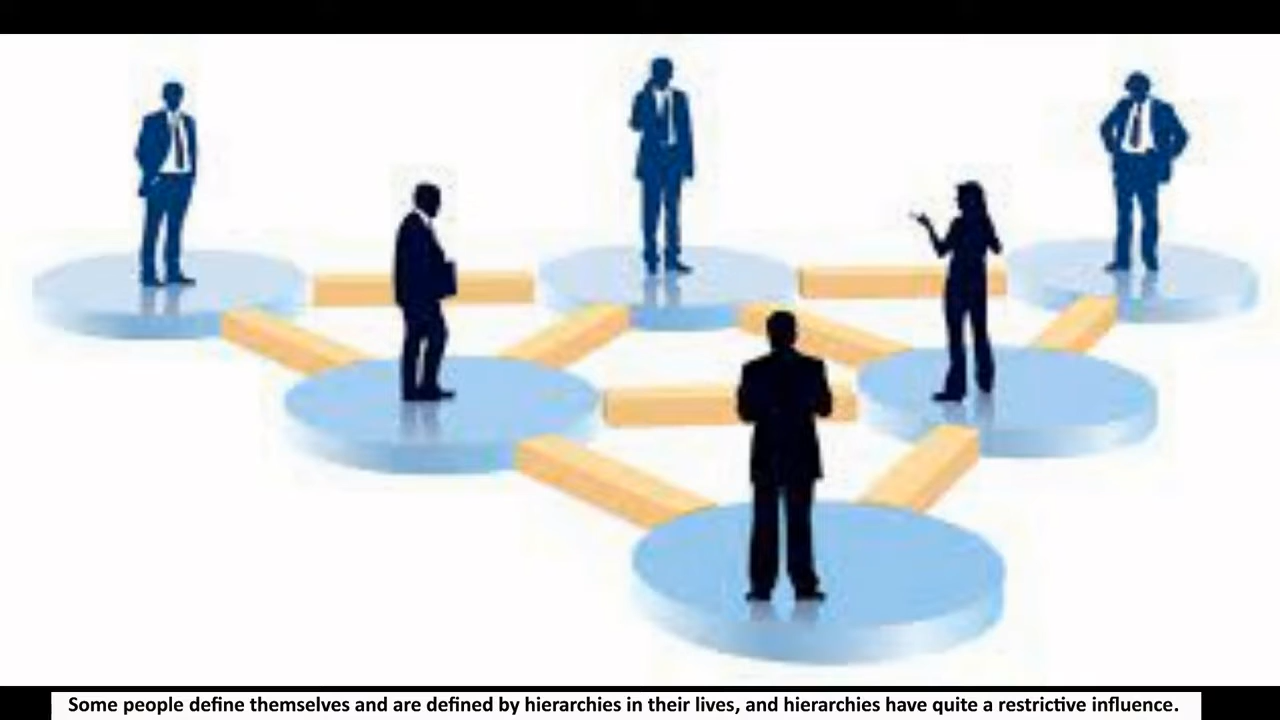 Some people define themselves and are defined by hierarchies in their lives, and hierarchies have quite a restrictive influence.